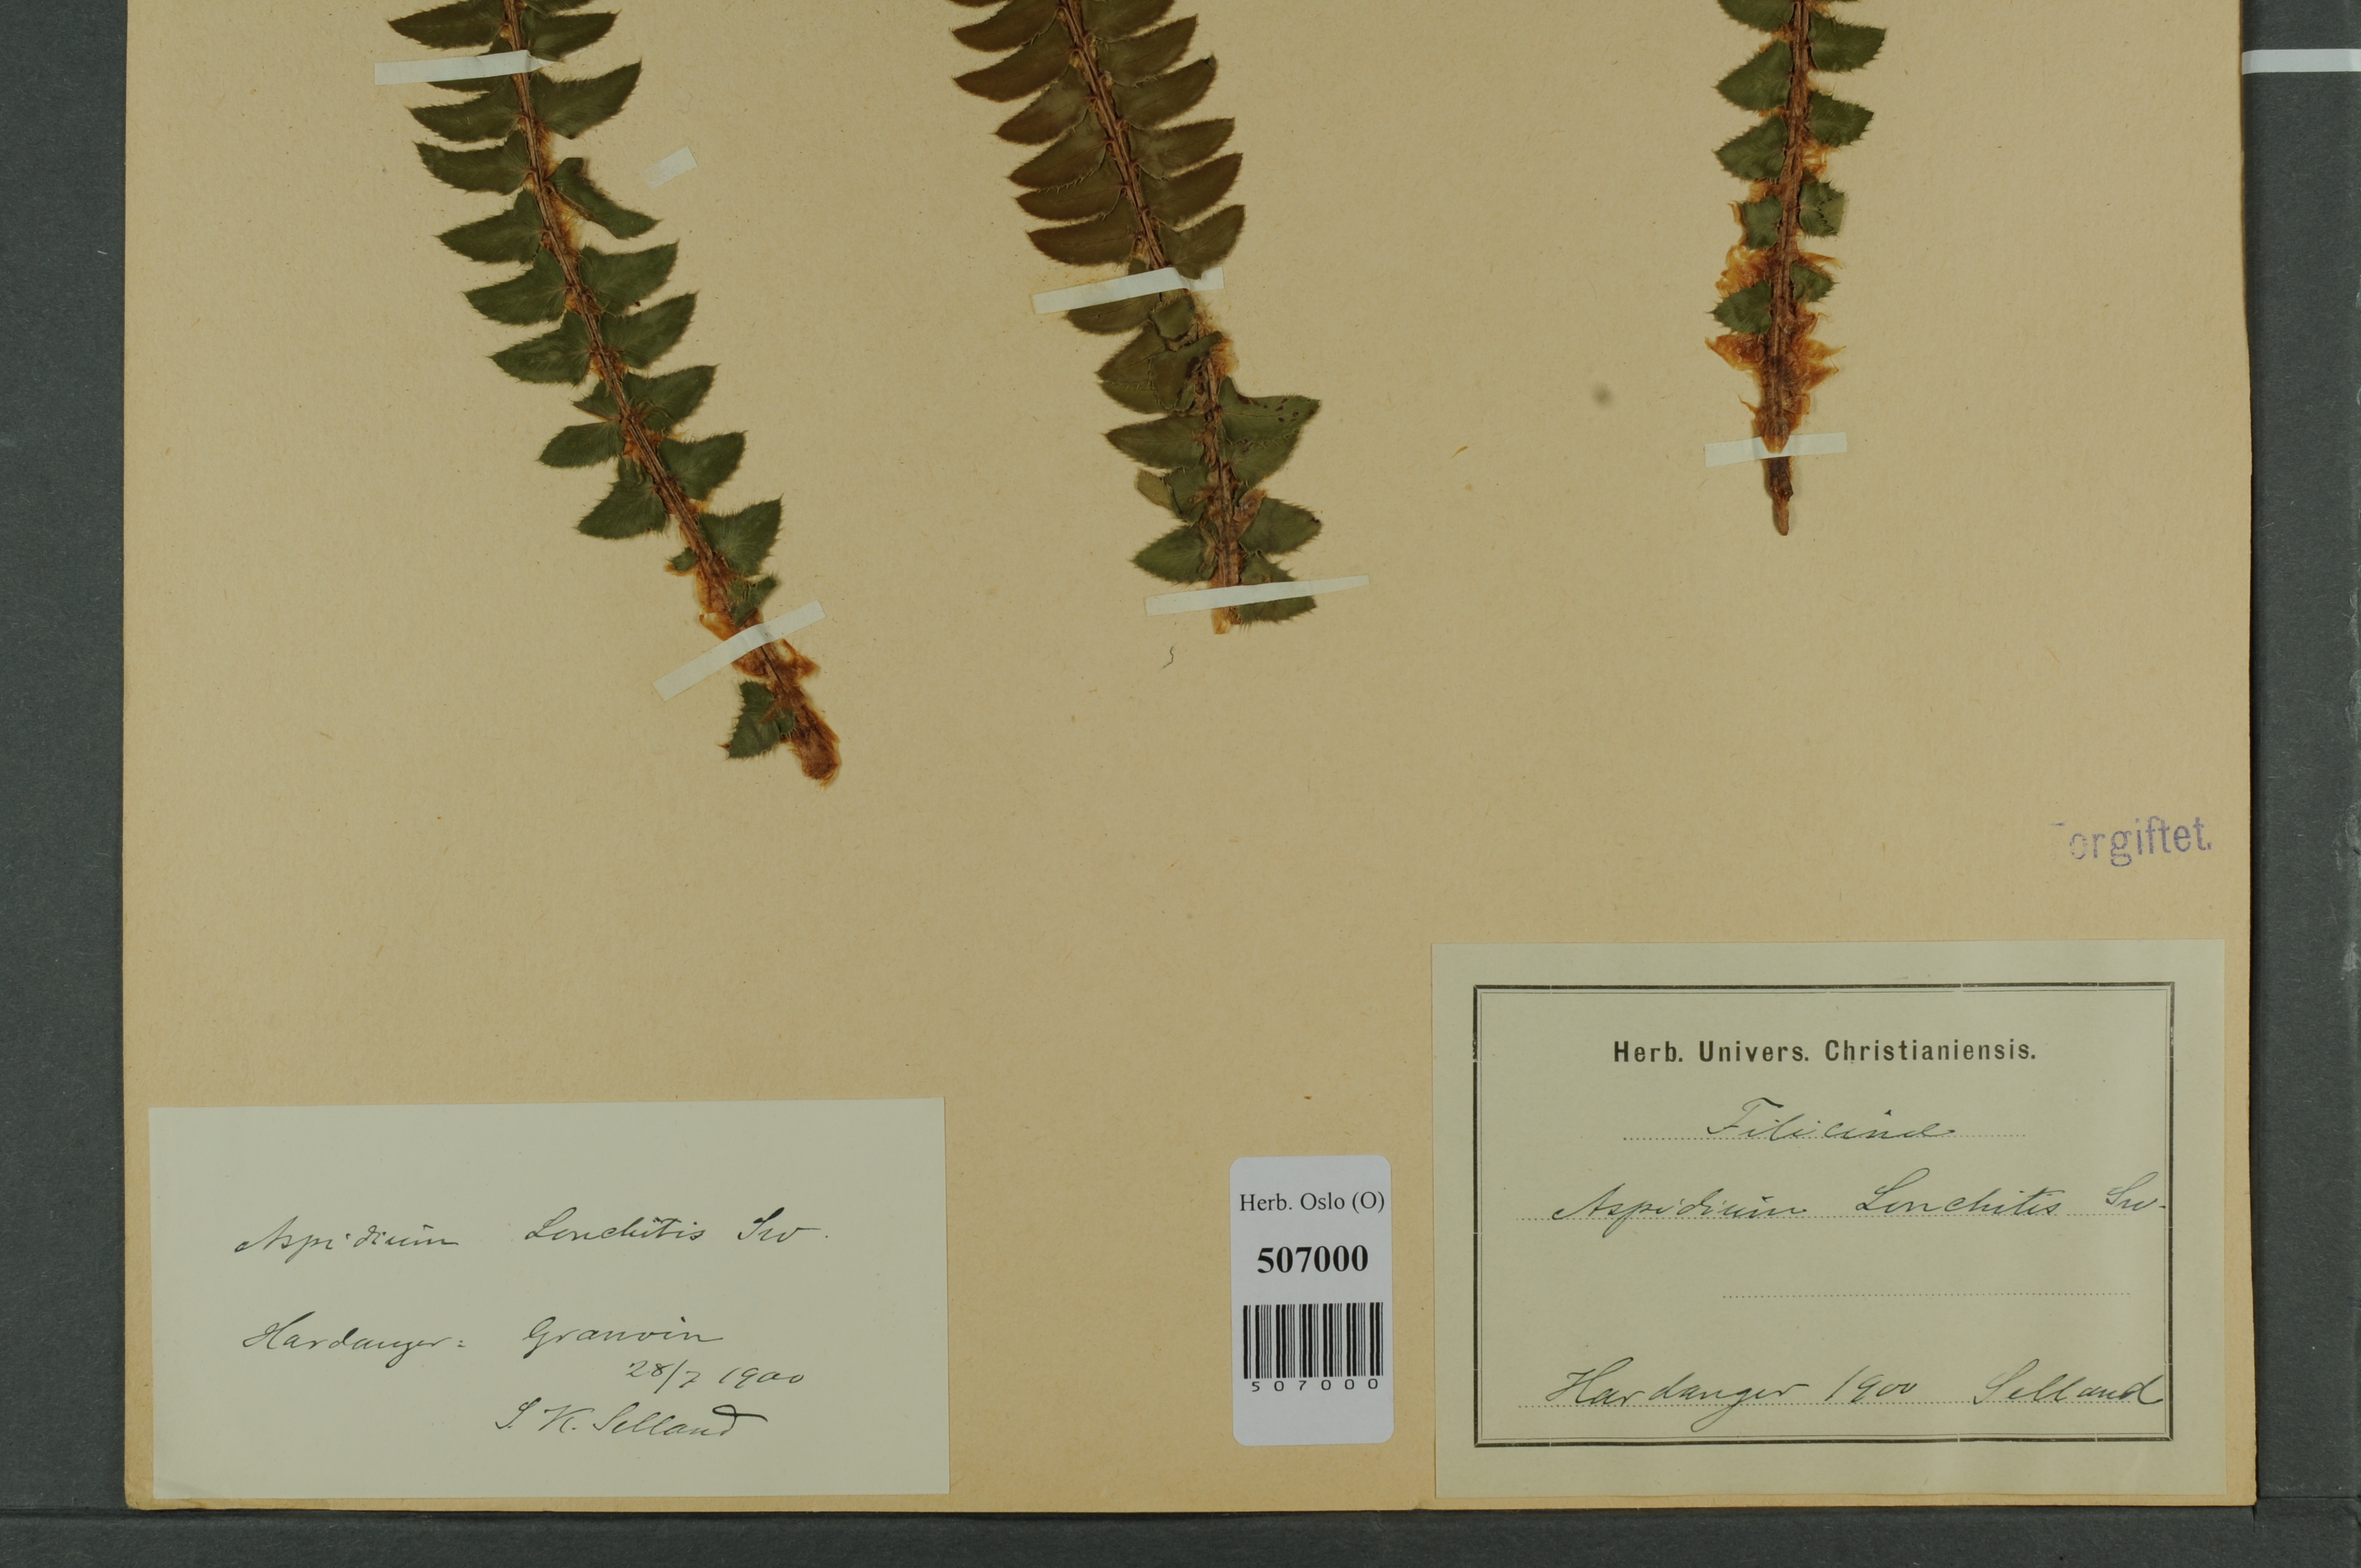 orgiftet.
Aspidium Lonchitis Sw.
Hardanger: Granvin
28/7 1900
S. K. Selland
Herb. Oslo (O)
507000
507000
Herb. Univers. Christianiensis.
Filicinae
Aspidium Lonchitis Sw.
Hardanger 1900 Selland